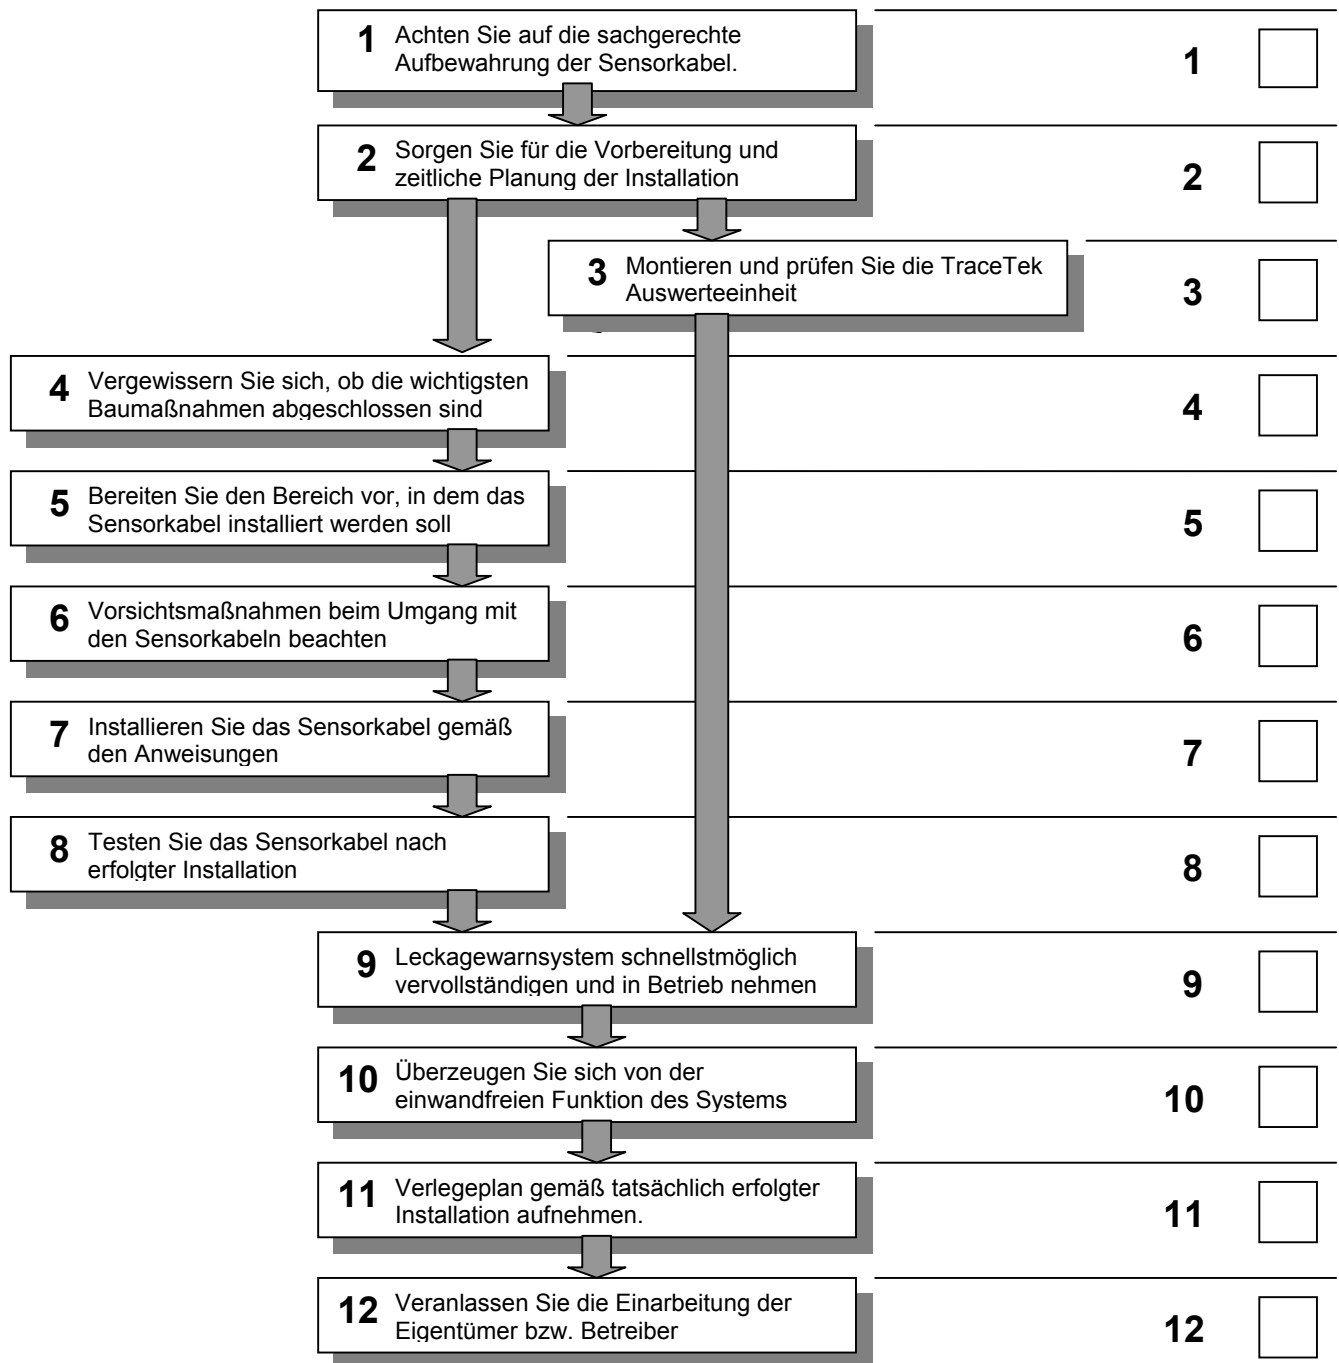 1 Achten Sie auf die sachgerechte
Aufbewahrung der Sensorkabel.
1
2 Sorgen Sie für die Vorbereitung und
zeitliche Planung der Installation
2
3 Montieren und prüfen Sie die TraceTek
Auswerteeinheit
3
4 Vergewissern Sie sich, ob die wichtigsten
Baumaßnahmen abgeschlossen sind
4
5 Bereiten Sie den Bereich vor, in dem das
Sensorkabel installiert werden soll
5
6 Vorsichtsmaßnahmen beim Umgang mit
den Sensorkabeln beachten
6
7 Installieren Sie das Sensorkabel gemäß
den Anweisungen
7
8 Testen Sie das Sensorkabel nach
erfolgter Installation
8
9 Leckagewarnsystem schnellstmöglich
vervollständigen und in Betrieb nehmen
9
10 Überzeugen Sie sich von der
einwandfreien Funktion des Systems
10
11 Verlegeplan gemäß tatsächlich erfolgter
Installation aufnehmen.
11
12 Veranlassen Sie die Einarbeitung der
Eigentümer bzw. Betreiber
12